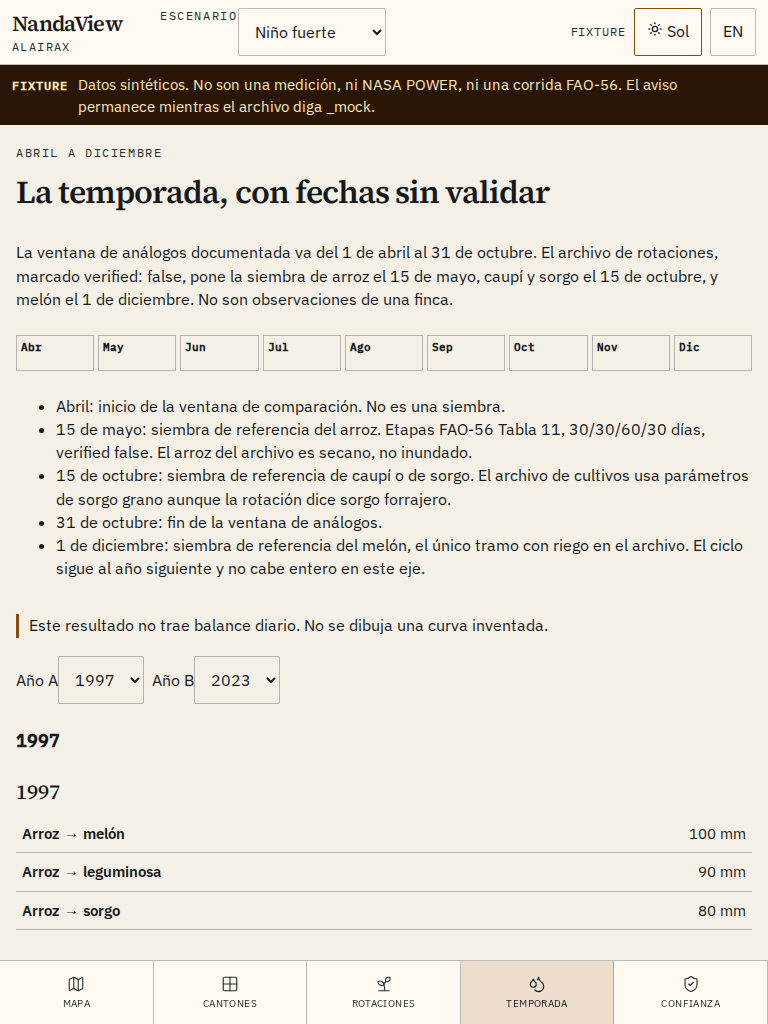 NandaView
ALAIRAX
ESCENARIO
Niño fuerte
FIXTURE
Sol
EN
FIXTURE
Datos sintéticos. No son una medición, ni NASA POWER, ni una corrida FAO-56. El aviso
permanece mientras el archivo diga _mock.
ABRIL A DICIEMBRE
La temporada, con fechas sin validar
La ventana de análogos documentada va del 1 de abril al 31 de octubre. El archivo de rotaciones,
marcado verified: false, pone la siembra de arroz el 15 de mayo, caupí y sorgo el 15 de octubre, y
melón el 1 de diciembre. No son observaciones de una finca.
Abr May Jun Jul Ago Sep Oct Nov Dic
• Abril: inicio de la ventana de comparación. No es una siembra.
• 15 de mayo: siembra de referencia del arroz. Etapas FAO-56 Tabla 11, 30/30/60/30 días,
verified false. El arroz del archivo es secano, no inundado.
• 15 de octubre: siembra de referencia de caupí o de sorgo. El archivo de cultivos usa parámetros
de sorgo grano aunque la rotación dice sorgo forrajero.
• 31 de octubre: fin de la ventana de análogos.
• 1 de diciembre: siembra de referencia del melón, el único tramo con riego en el archivo. El ciclo
sigue al año siguiente y no cabe entero en este eje.
Este resultado no trae balance diario. No se dibuja una curva inventada.
Año A 1997 Año B 2023
1997
1997
Arroz → melón 100 mm
Arroz → leguminosa 90 mm
Arroz → sorgo 80 mm
MAPA CANTONES ROTACIONES TEMPORADA CONFIANZA